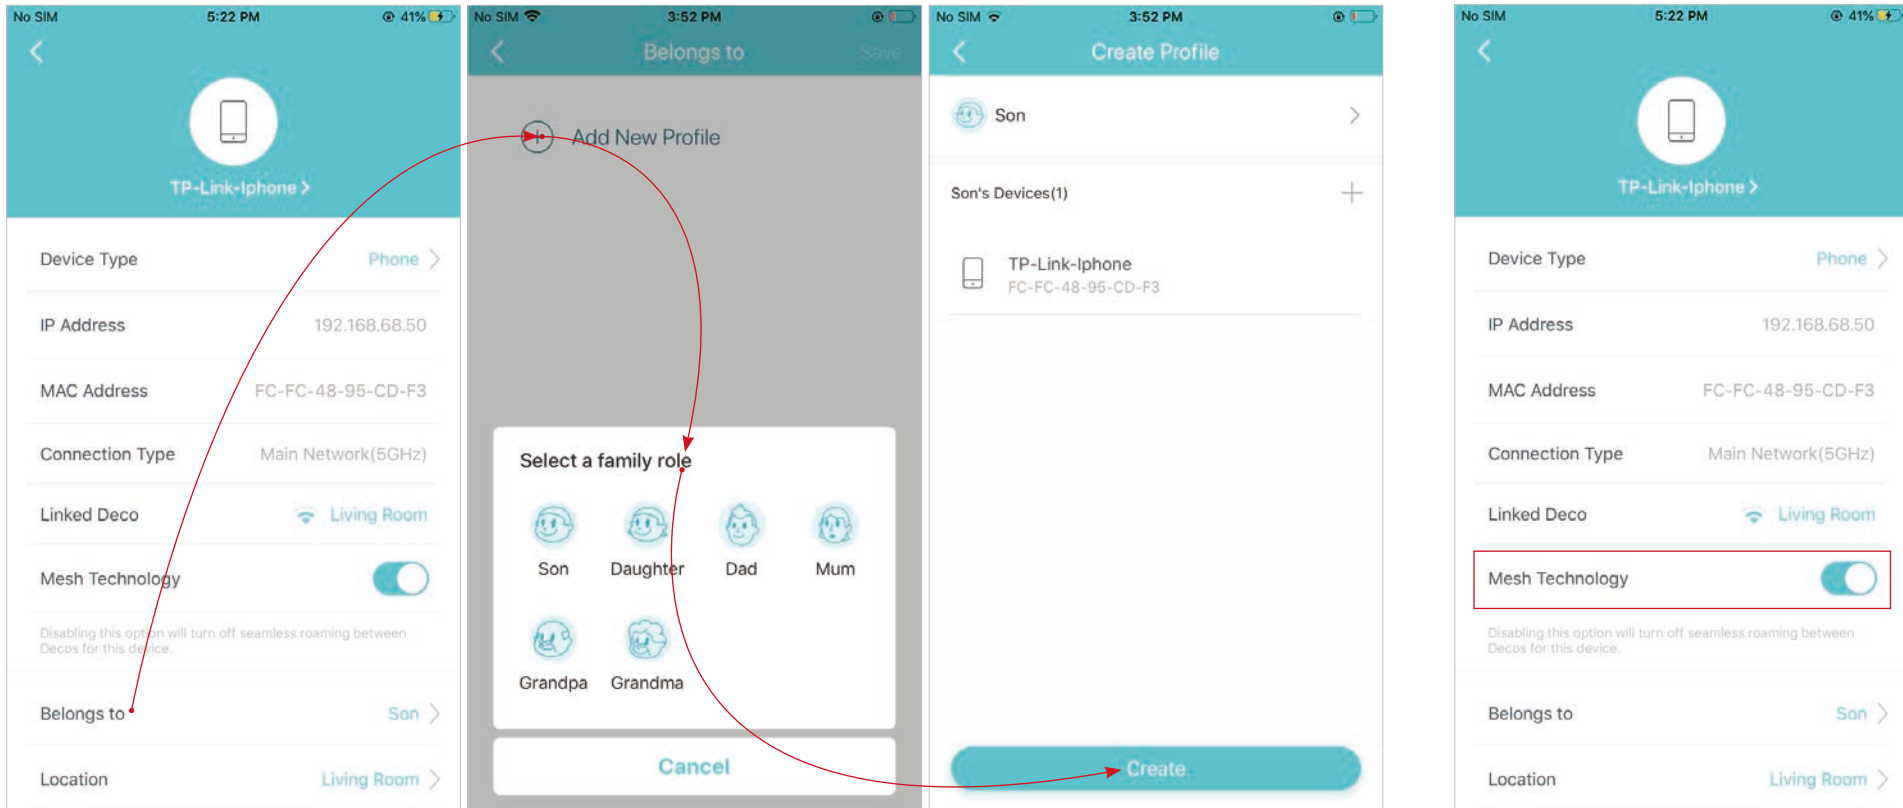 No SIM 5:22 PM 41%
TP-Link-Iphone >
Device Type Phone >
IP Address 192.168.68.50
MAC Address FC-FC-48-95-CD-F3
Connection Type Main Network(5GHz)
Linked Deco Living Room
Mesh Technology
Disabling this option will turn off seamless roaming between
Decos for this device.
Belongs to Son >
Location Living Room >
No SIM 3:52 PM
Belongs to Save
Add New Profile
Select a family role
Son Daughter Dad Mum
Grandpa Grandma
Cancel
No SIM 3:52 PM
Create Profile
Son >
Son's Devices(1) +
TP-Link-Iphone
FC-FC-48-95-CD-F3
Create
No SIM 5:22 PM 41%
TP-Link-Iphone >
Device Type Phone >
IP Address 192.168.68.50
MAC Address FC-FC-48-95-CD-F3
Connection Type Main Network(5GHz)
Linked Deco Living Room
Mesh Technology
Disabling this option will turn off seamless roaming between
Decos for this device.
Belongs to Son >
Location Living Room >